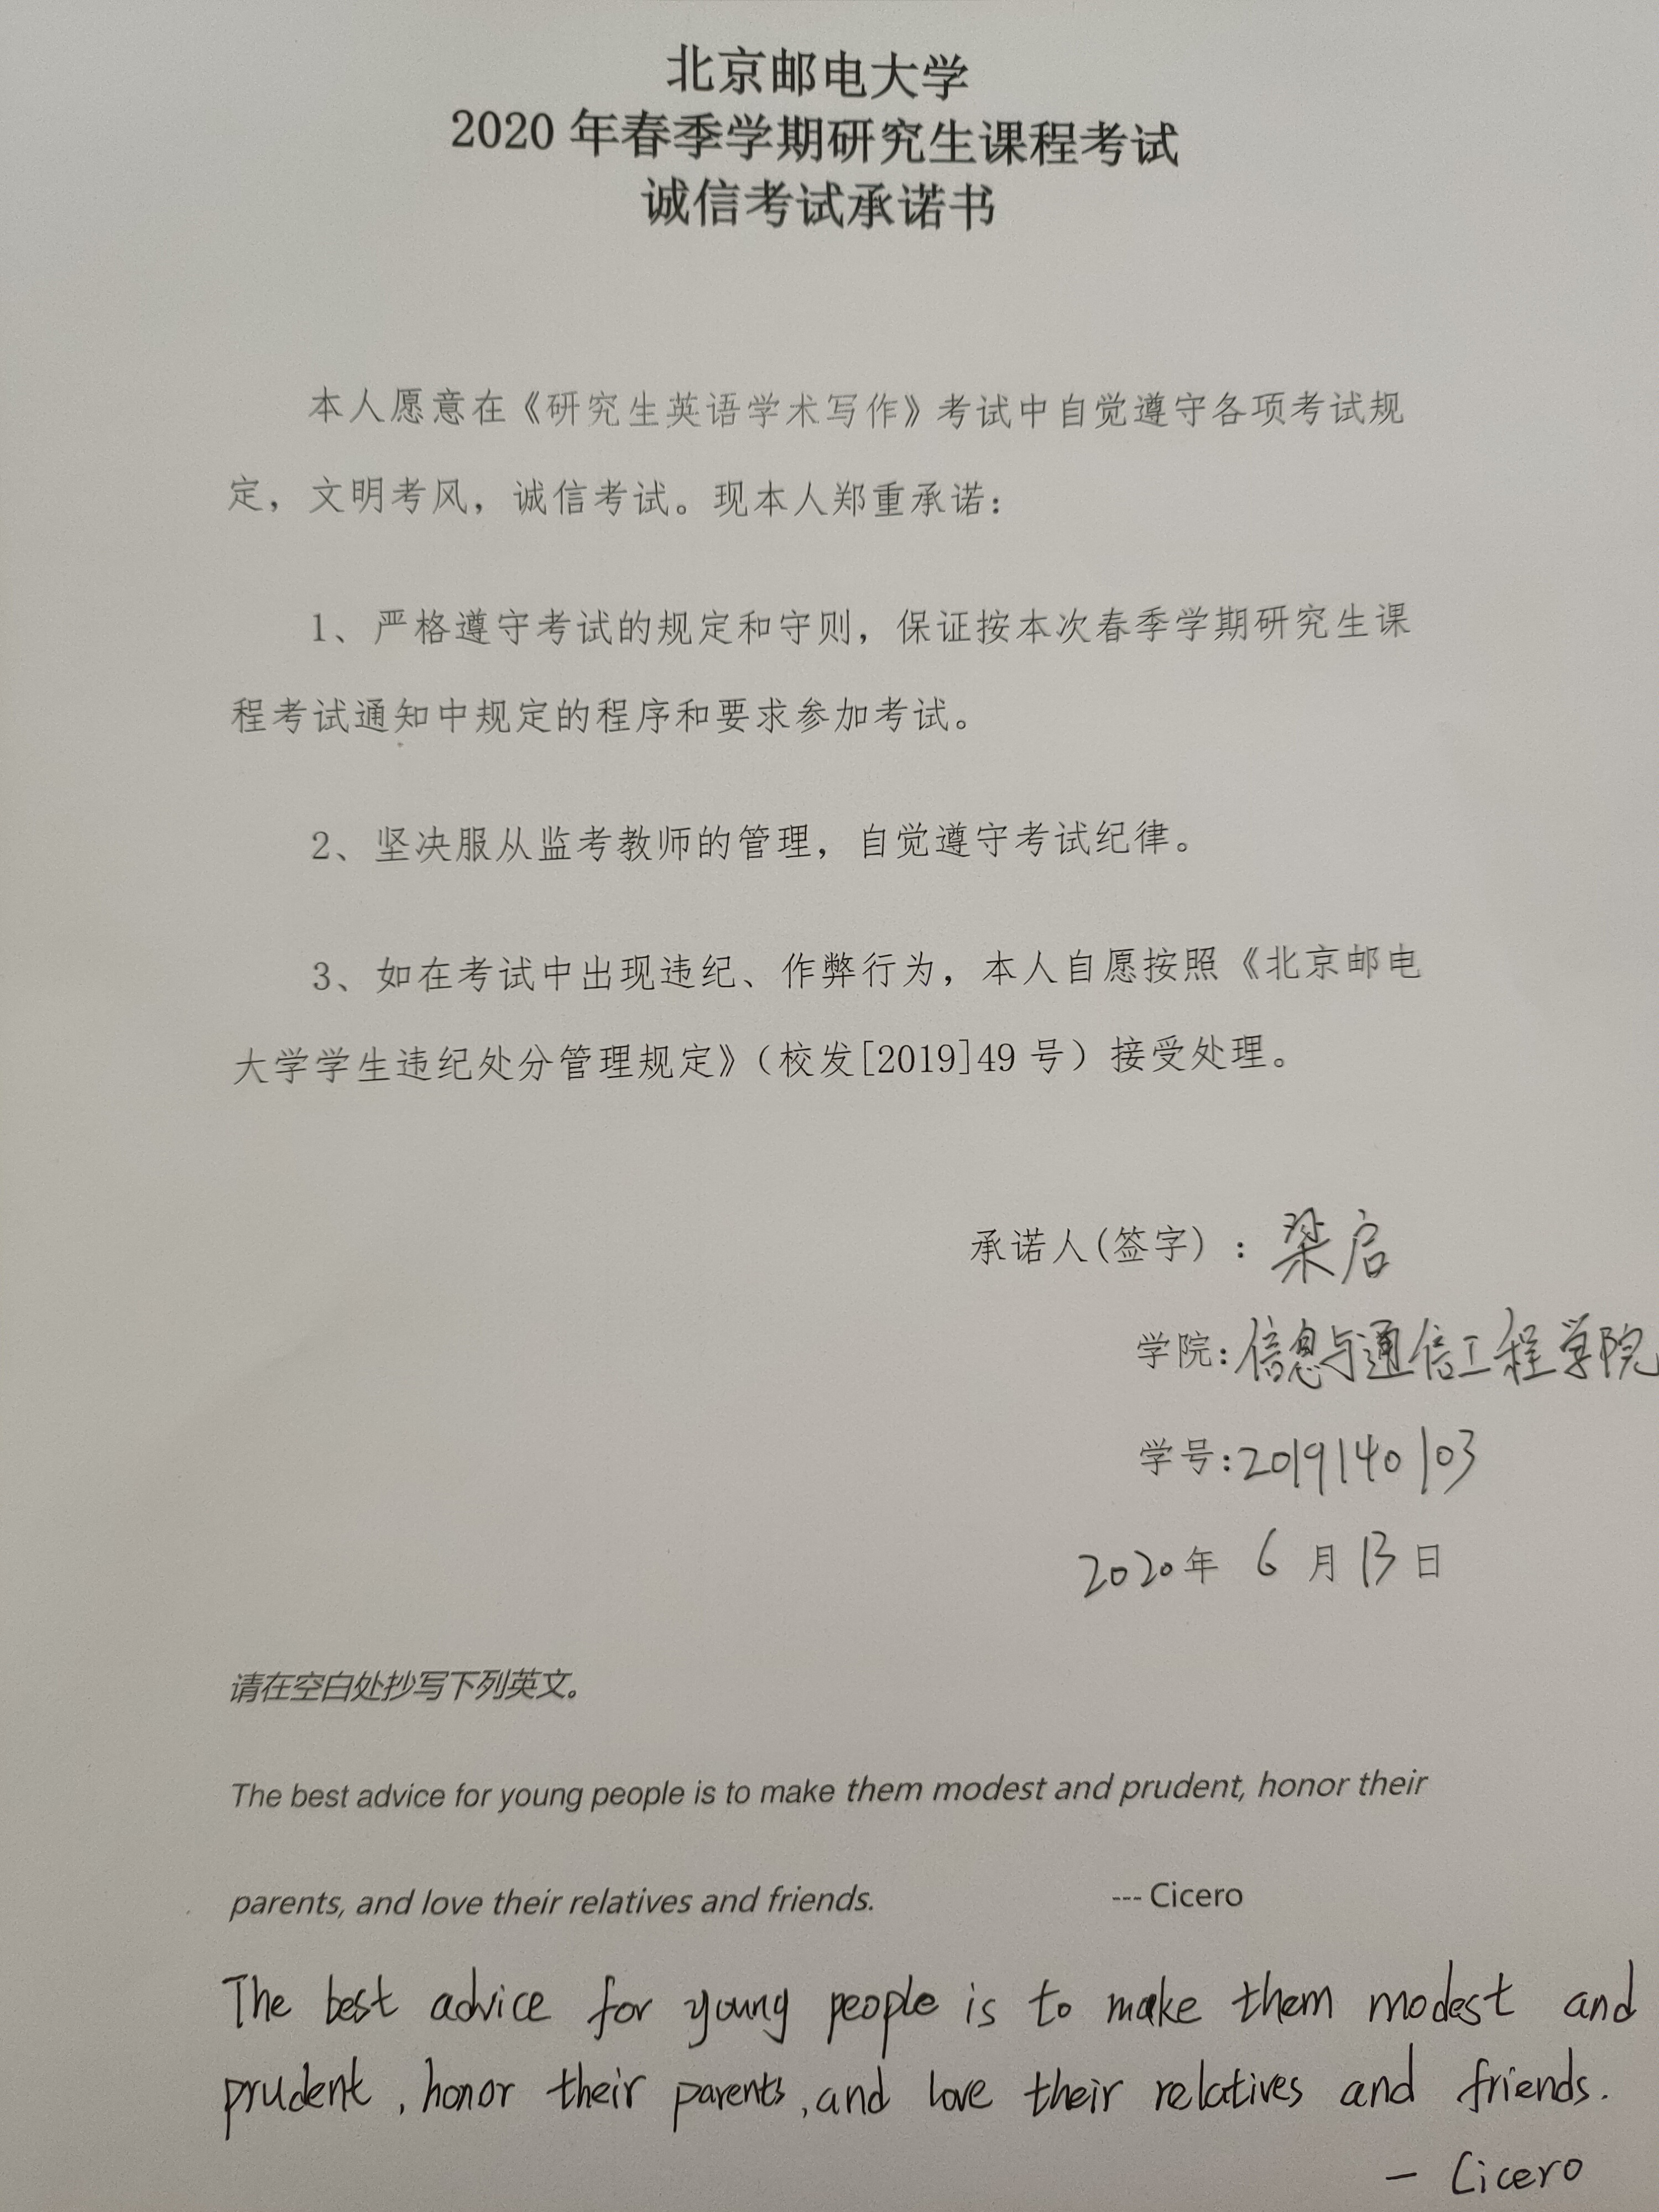 北京邮电大学
2020 年春季学期研究生课程考试
诚信考试承诺书
本人愿意在《研究生英语学术写作》考试中自觉遵守各项考试规
定，文明考风，诚信考试。现本人郑重承诺：
1、严格遵守考试的规定和守则，保证按本次春季学期研究生课
程考试通知中规定的程序和要求参加考试。
2、坚决服从监考教师的管理，自觉遵守考试纪律。
3、如在考试中出现违纪、作弊行为，本人自愿按照《北京邮电
大学学生违纪处分管理规定》（校发[2019]49 号）接受处理。
承诺人(签字)：梁启
学院:信息与通信工程学院
学号:2019140103
2020年 6 月 13 日
请在空白处抄写下列英文。
The best advice for young people is to make them modest and prudent, honor their
parents, and love their relatives and friends. --- Cicero
The best advice for young people is to make them modest and
prudent, honor their parents, and love their relatives and friends.
— Cicero